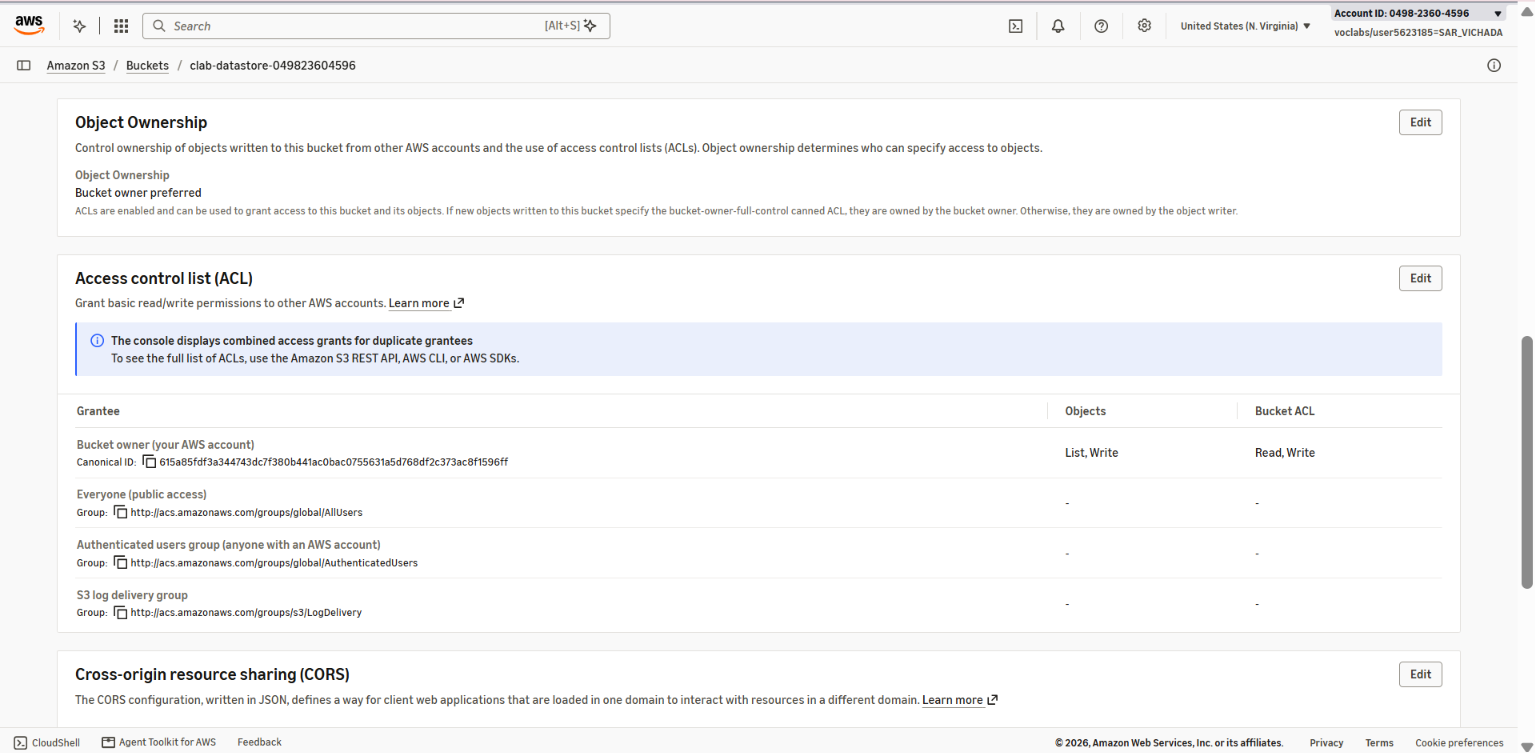 aws
Search
[Alt+S]
United States (N. Virginia)
Account ID: 0498-2360-4596
voclabs/user5623185=SAR_VICHADA
Amazon S3 / Buckets / clab-datastore-049823604596
Object Ownership
Edit
Control ownership of objects written to this bucket from other AWS accounts and the use of access control lists (ACLs). Object ownership determines who can specify access to objects.
Object Ownership
Bucket owner preferred
ACLs are enabled and can be used to grant access to this bucket and its objects. If new objects written to this bucket specify the bucket-owner-full-control canned ACL, they are owned by the bucket owner. Otherwise, they are owned by the object writer.
Access control list (ACL)
Edit
Grant basic read/write permissions to other AWS accounts. Learn more
The console displays combined access grants for duplicate grantees
To see the full list of ACLs, use the Amazon S3 REST API, AWS CLI, or AWS SDKs.
Grantee Objects Bucket ACL
Bucket owner (your AWS account)
Canonical ID: 615a85fdf3a344743dc7f380b441ac0bac0755631a5d768df2c373ac8f1596ff
List, Write Read, Write
Everyone (public access)
Group: http://acs.amazonaws.com/groups/global/AllUsers
- -
Authenticated users group (anyone with an AWS account)
Group: http://acs.amazonaws.com/groups/global/AuthenticatedUsers
- -
S3 log delivery group
Group: http://acs.amazonaws.com/groups/s3/LogDelivery
- -
Cross-origin resource sharing (CORS)
Edit
The CORS configuration, written in JSON, defines a way for client web applications that are loaded in one domain to interact with resources in a different domain. Learn more
CloudShell Agent Toolkit for AWS Feedback © 2026, Amazon Web Services, Inc. or its affiliates. Privacy Terms Cookie preferences